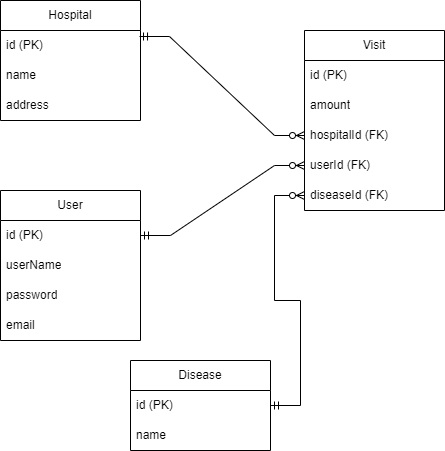 Hospital
id (PK)
name
address
Visit
id (PK)
amount
hospitalId (FK)
userId (FK)
diseaseId (FK)
User
id (PK)
userName
password
email
Disease
id (PK)
name